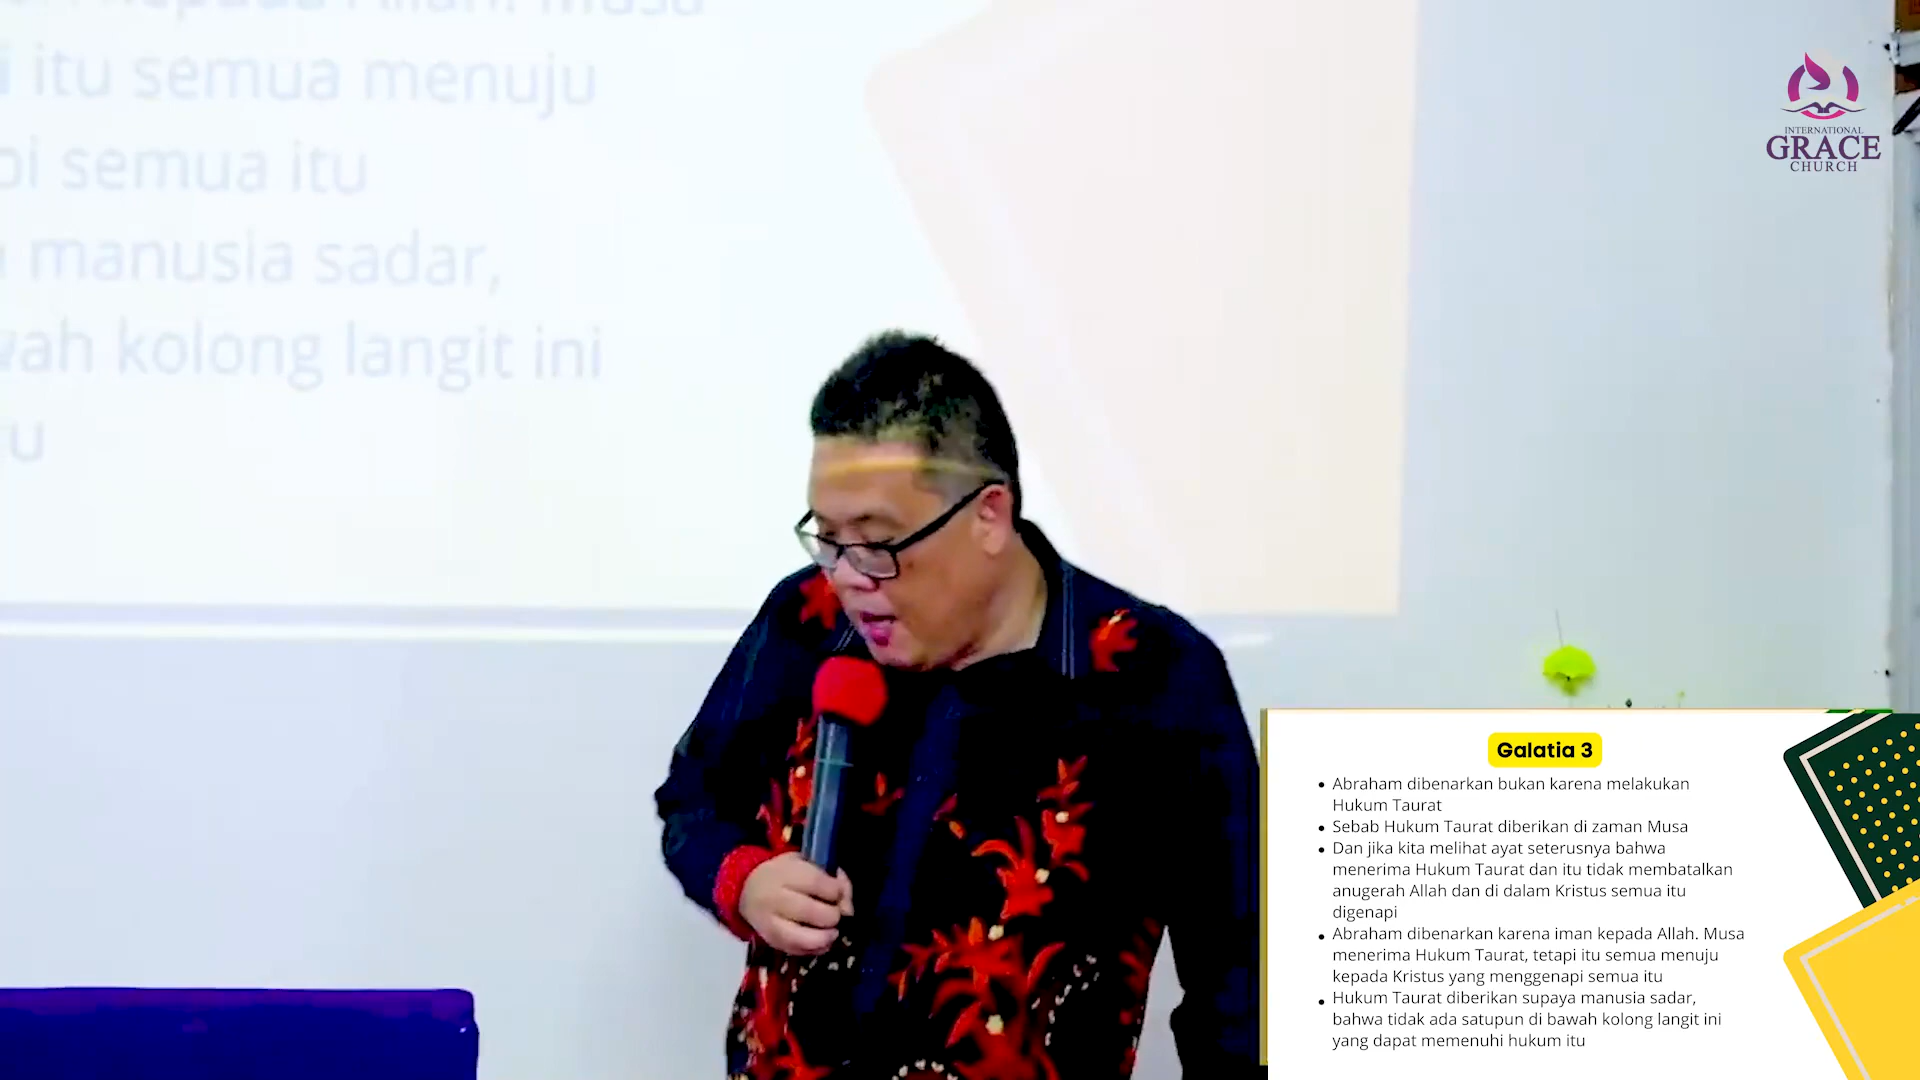 kepada Allah. Musa
itu semua menuju
semua itu
manusia sadar,
kolong langit ini
INTERNATIONAL
GRACE
CHURCH
Galatia 3
• Abraham dibenarkan bukan karena melakukan
Hukum Taurat
• Sebab Hukum Taurat diberikan di zaman Musa
• Dan jika kita melihat ayat seterusnya bahwa
menerima Hukum Taurat dan itu tidak membatalkan
anugerah Allah dan di dalam Kristus semua itu
digenapi
• Abraham dibenarkan karena iman kepada Allah. Musa
menerima Hukum Taurat, tetapi itu semua menuju
kepada Kristus yang menggenapi semua itu
• Hukum Taurat diberikan supaya manusia sadar,
bahwa tidak ada satupun di bawah kolong langit ini
yang dapat memenuhi hukum itu